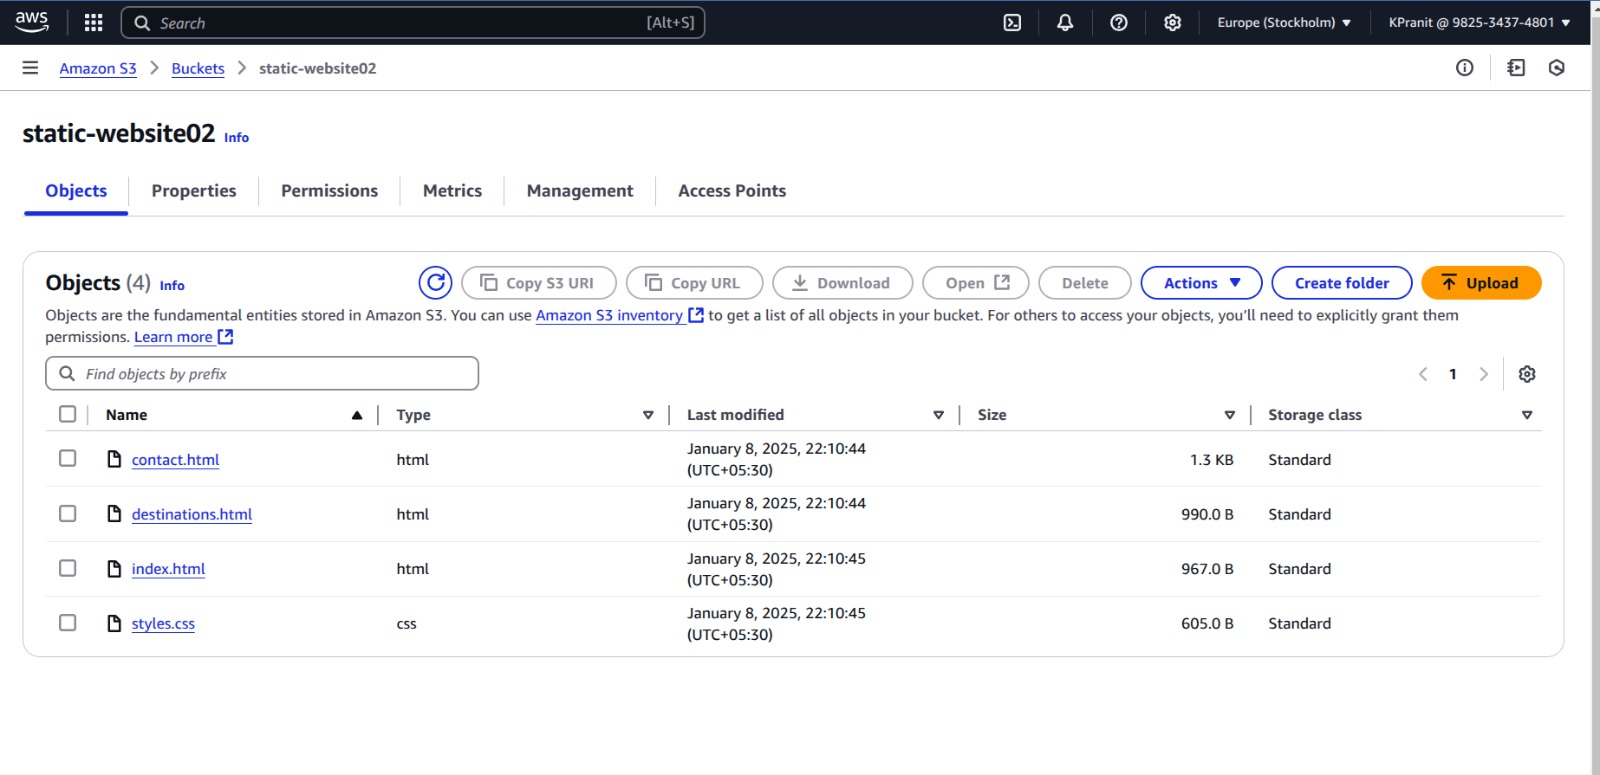 aws Search [Alt+S] Europe (Stockholm) KPranit @ 9825-3437-4801
Amazon S3 Buckets static-website02
static-website02 Info
Objects Properties Permissions Metrics Management Access Points
Objects (4) Info Copy S3 URI Copy URL Download Open Delete Actions Create folder Upload
Objects are the fundamental entities stored in Amazon S3. You can use Amazon S3 inventory to get a list of all objects in your bucket. For others to access your objects, you'll need to explicitly grant them
permissions. Learn more
Find objects by prefix 1
Name Type Last modified Size Storage class
contact.html html January 8, 2025, 22:10:44 (UTC+05:30) 1.3 KB Standard
destinations.html html January 8, 2025, 22:10:44 (UTC+05:30) 990.0 B Standard
index.html html January 8, 2025, 22:10:45 (UTC+05:30) 967.0 B Standard
styles.css css January 8, 2025, 22:10:45 (UTC+05:30) 605.0 B Standard